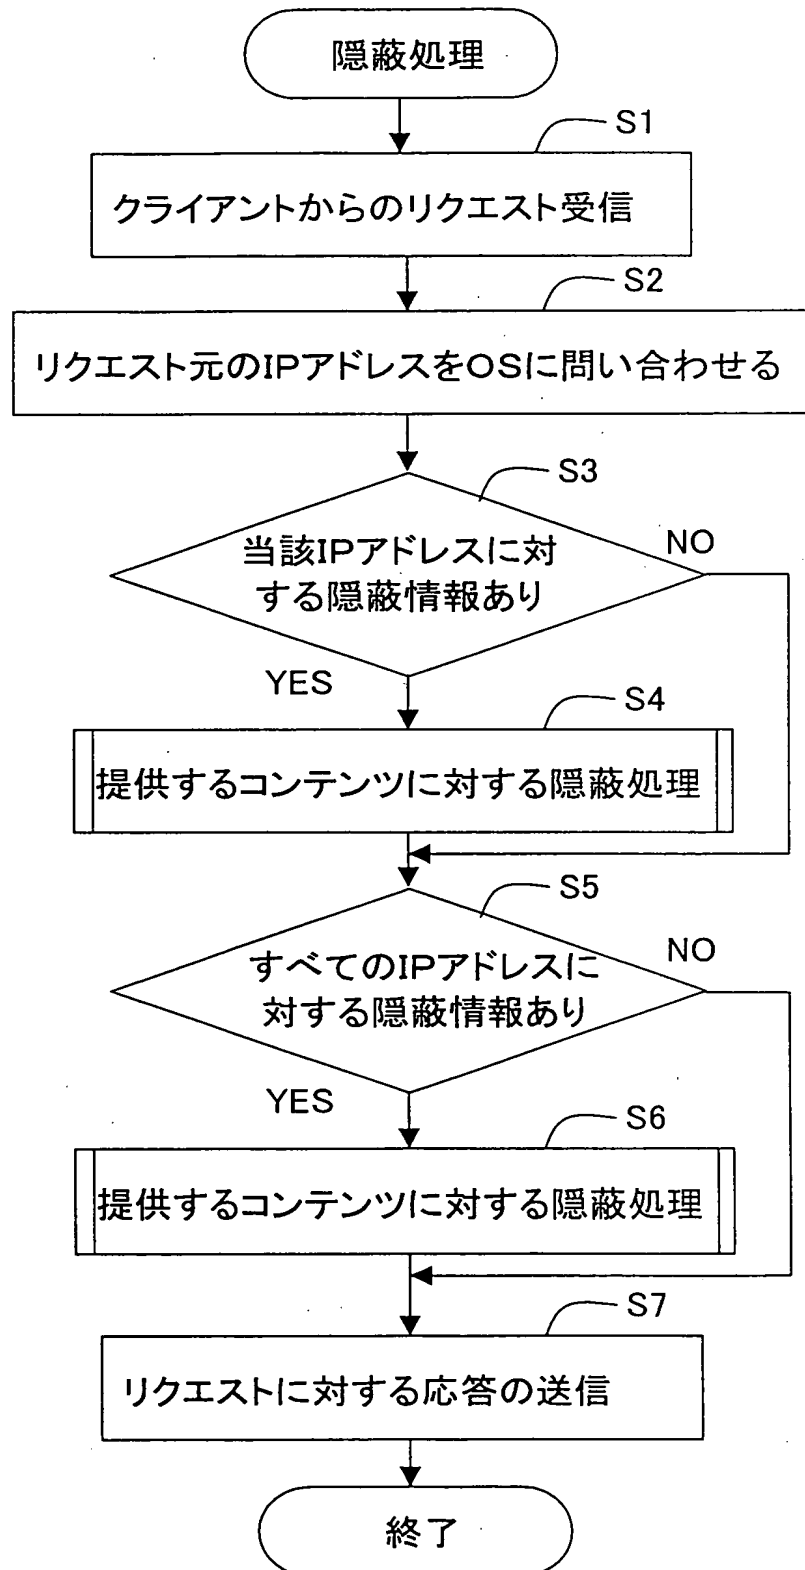 隠蔽処理
S1
クライアントからのリクエスト受信
S2
リクエスト元のIPアドレスをOSに問い合わせる
S3
当該IPアドレスに対
する隠蔽情報あり
NO
YES
S4
提供するコンテンツに対する隠蔽処理
S5
すべてのIPアドレスに
対する隠蔽情報あり
NO
YES
S6
提供するコンテンツに対する隠蔽処理
S7
リクエストに対する応答の送信
終了